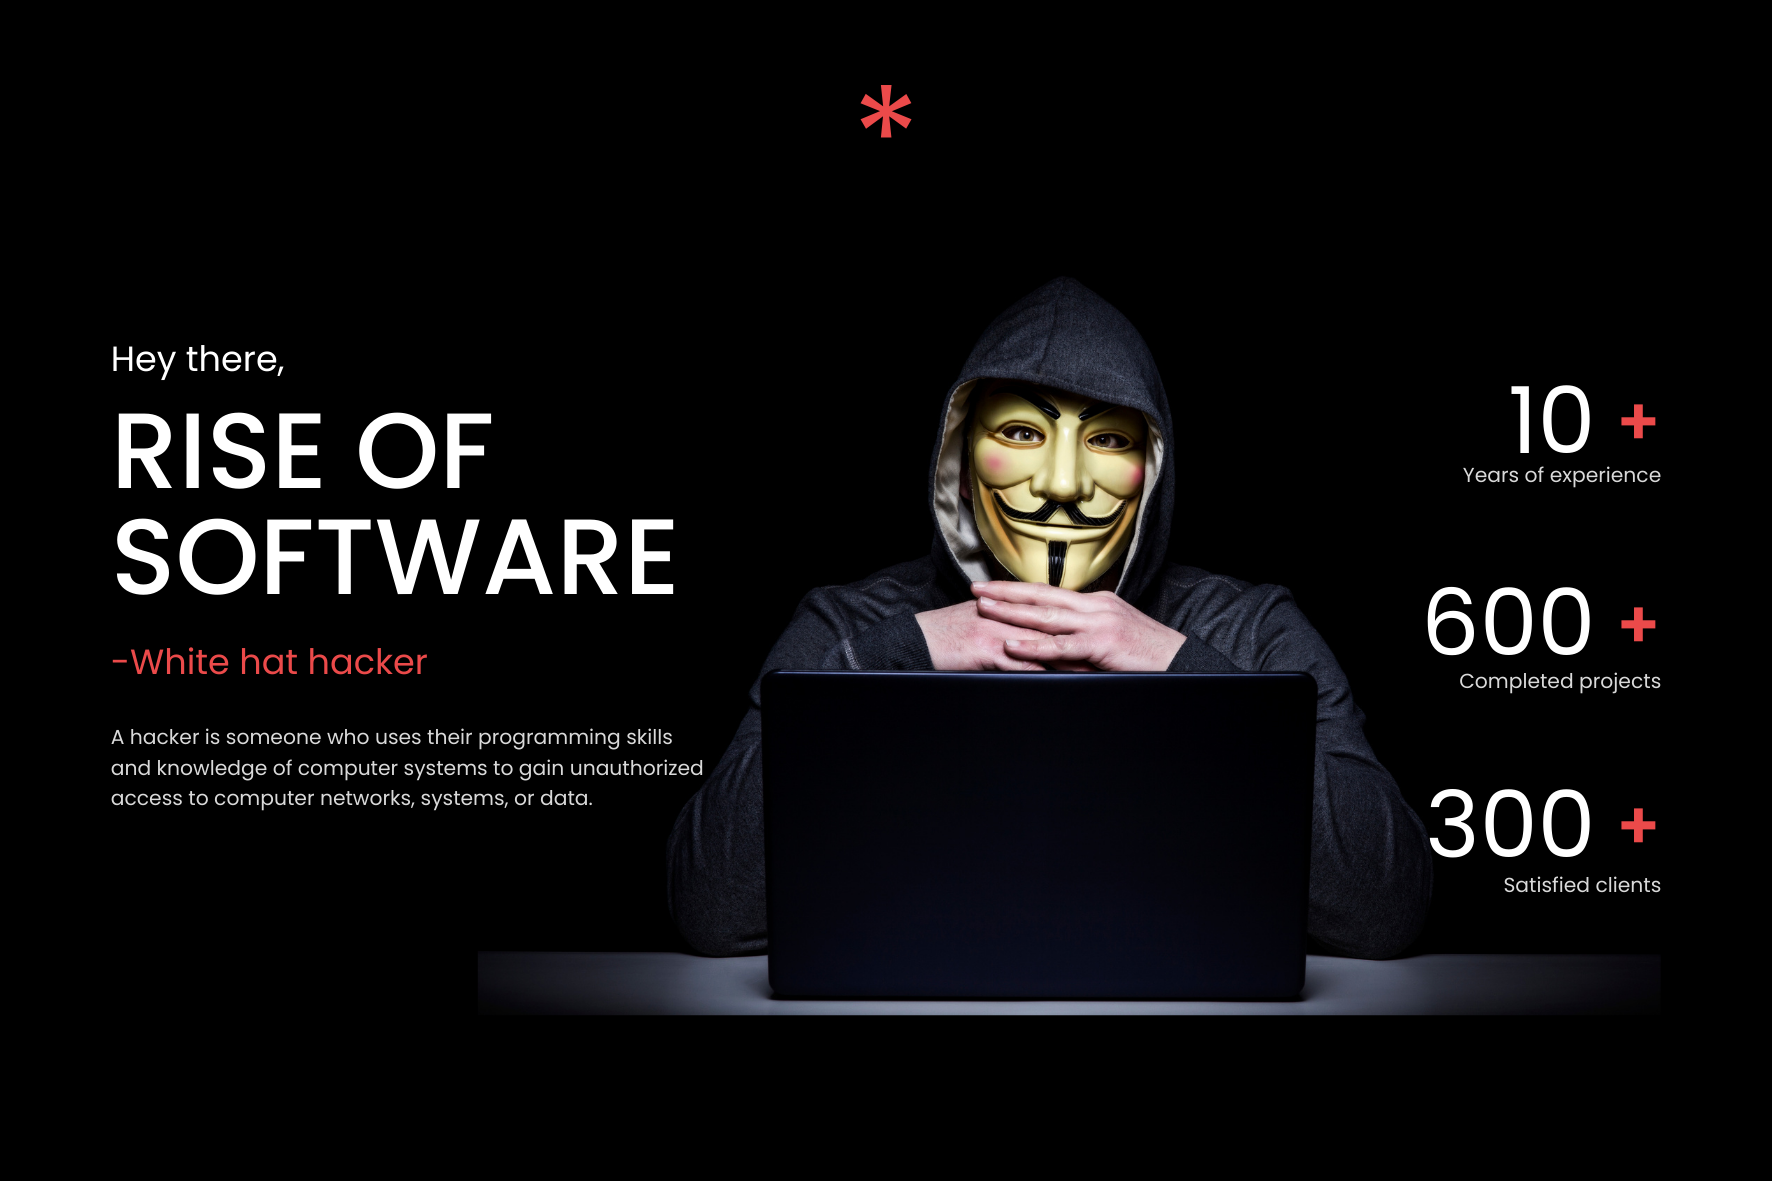 *
Hey there,
RISE OF
SOFTWARE
-White hat hacker
A hacker is someone who uses their programming skills
and knowledge of computer systems to gain unauthorized
access to computer networks, systems, or data.
10 +
Years of experience
600 +
Completed projects
300 +
Satisfied clients